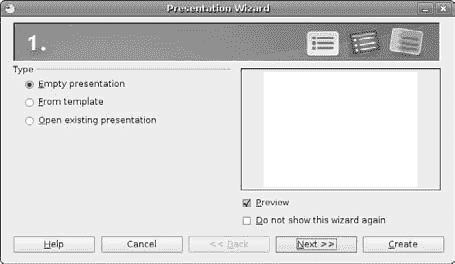 Presentation Wizard
1.
Type
Empty presentation
From template
Open existing presentation
Preview
Do not show this wizard again
Help
Cancel
<< Back
Next >>
Create